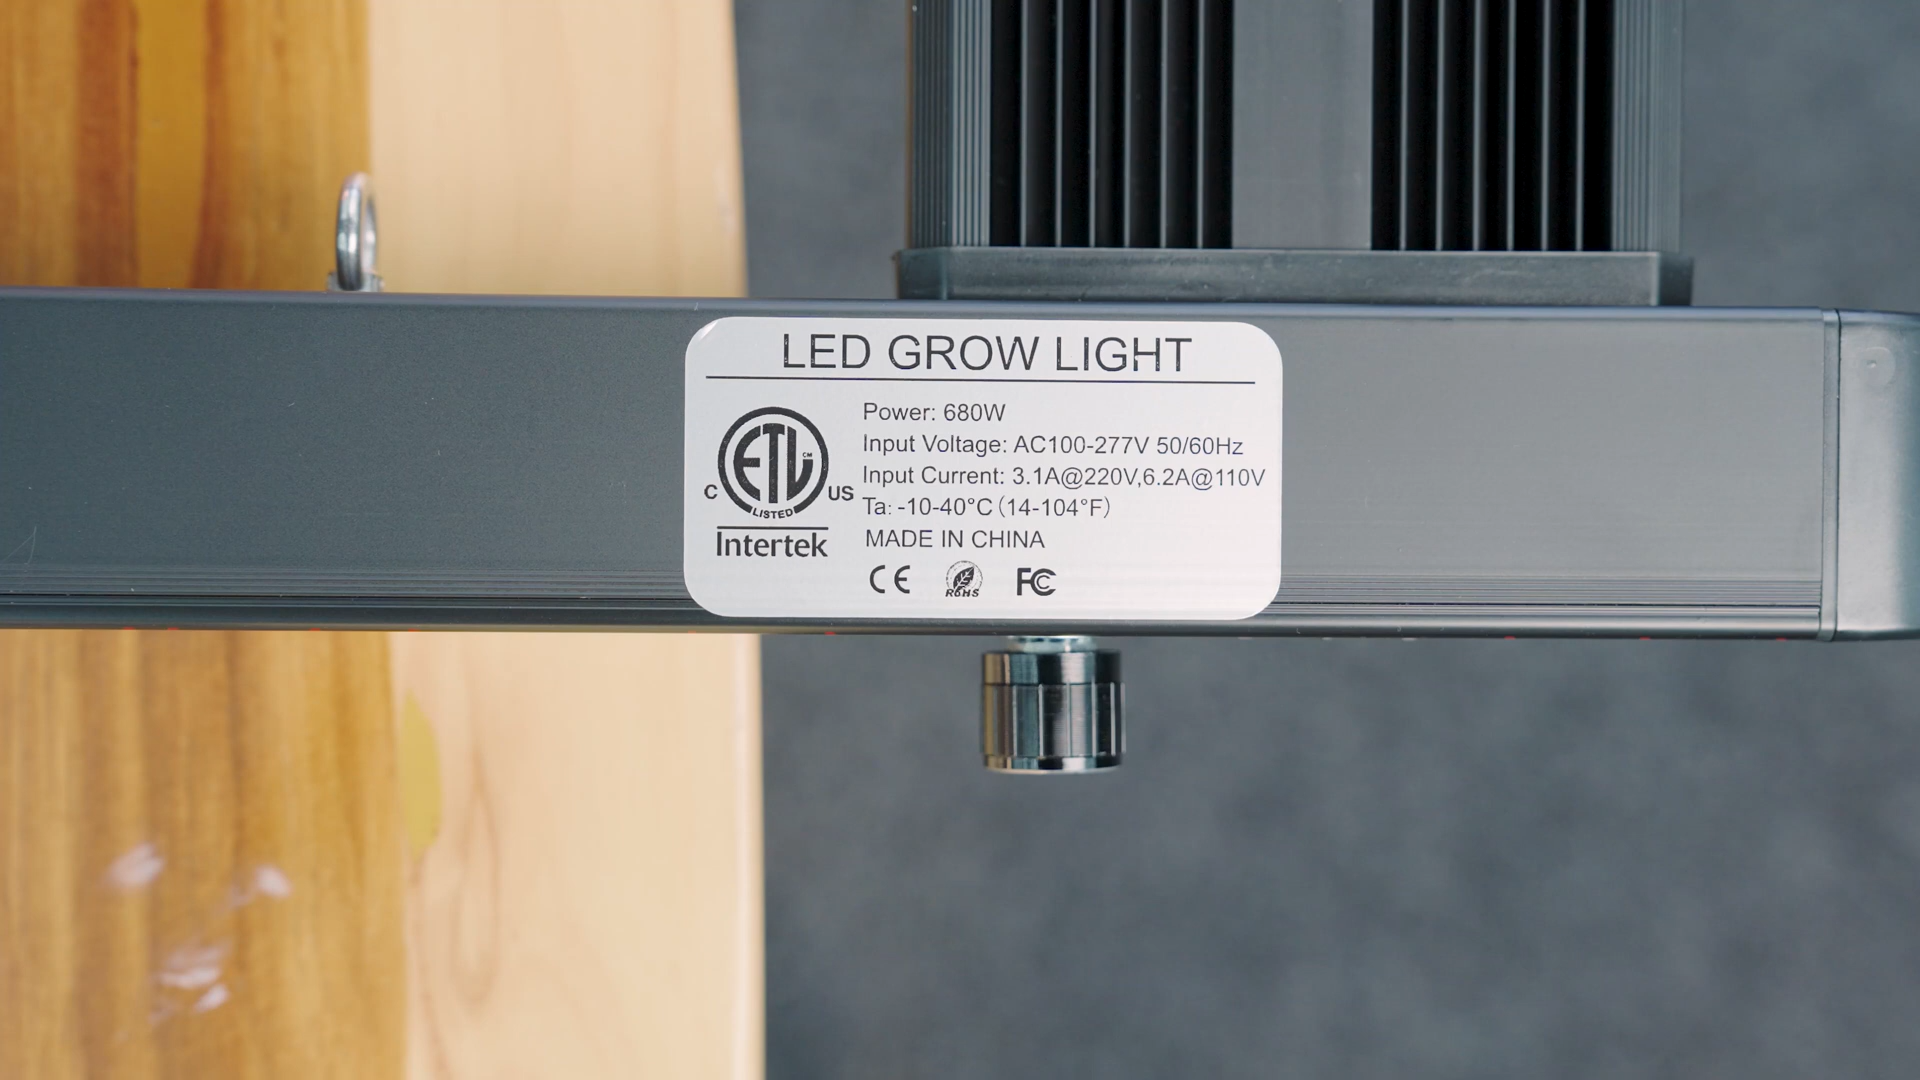 LED GROW LIGHT
Power: 680W
Input Voltage: AC100-277V 50/60Hz
Input Current: 3.1A@220V,6.2A@110V
Ta: -10-40°C (14-104°F)
MADE IN CHINA
ETL CM
C US
LISTED
Intertek
CE RoHS FC